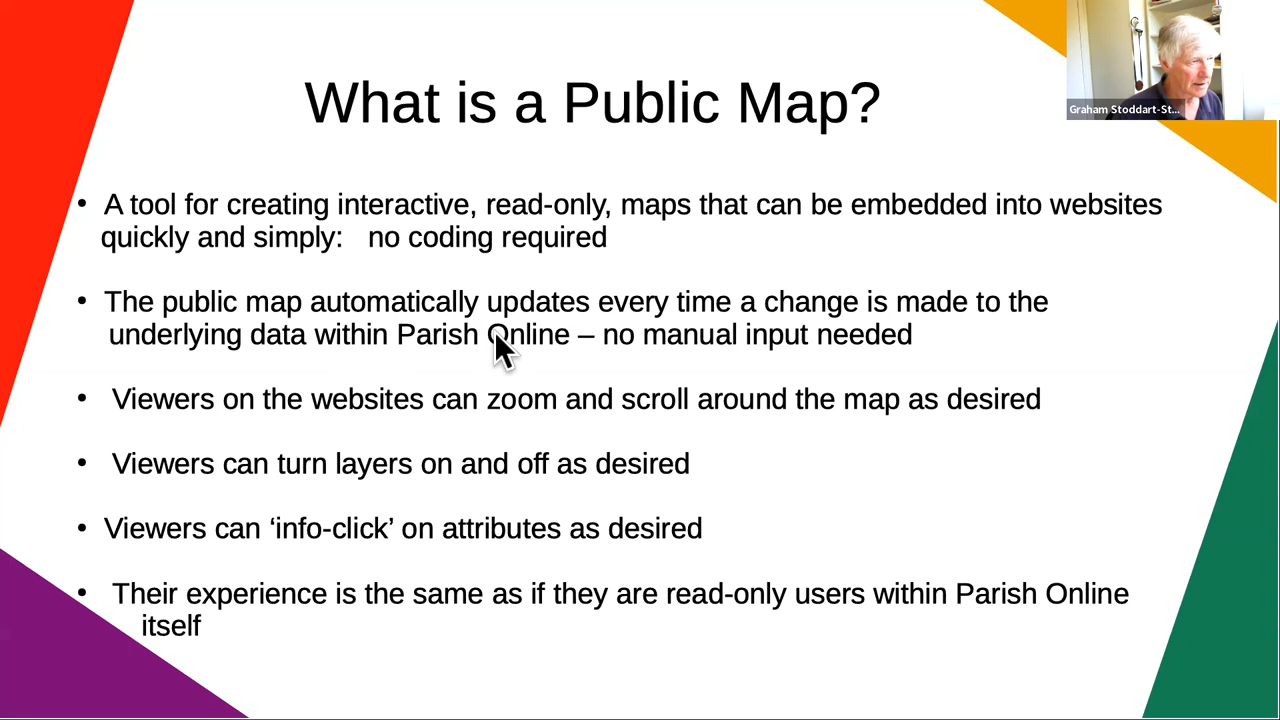 What is a Public Map?
Graham Stoddart-St...
• A tool for creating interactive, read-only, maps that can be embedded into websites
quickly and simply: no coding required
• The public map automatically updates every time a change is made to the
underlying data within Parish Online – no manual input needed
• Viewers on the websites can zoom and scroll around the map as desired
• Viewers can turn layers on and off as desired
• Viewers can ‘info-click’ on attributes as desired
• Their experience is the same as if they are read-only users within Parish Online
itself